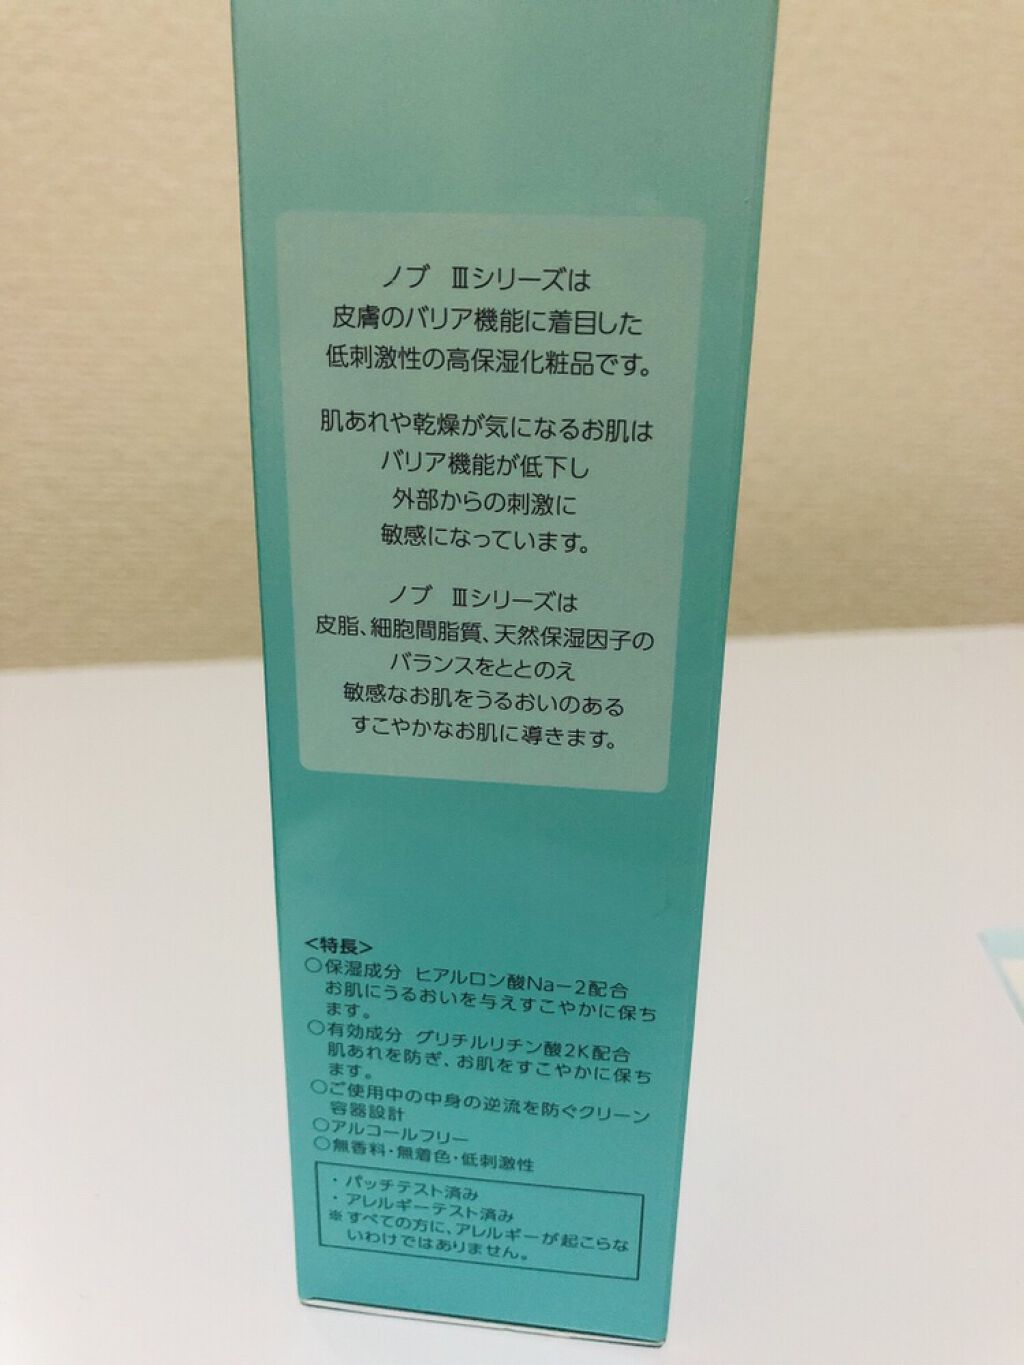 ノブ Ⅲシリーズは
皮膚のバリア機能に着目した
低刺激性の高保湿化粧品です。
肌あれや乾燥が気になるお肌は
バリア機能が低下し
外部からの刺激に
敏感になっています。
ノブ Ⅲシリーズは
皮脂、細胞間脂質、天然保湿因子の
バランスをととのえ
敏感なお肌をうるおいのある
すこやかなお肌に導きます。
＜特長＞
○保湿成分 ヒアルロン酸Na－2配合
お肌にうるおいを与えすこやかに保ち
ます。
○有効成分 グリチルリチン酸2K配合
肌あれを防ぎ、お肌をすこやかに保ち
ます。
○ご使用中の中身の逆流を防ぐクリーン
容器設計
○アルコールフリー
○無香料・無着色・低刺激性
・パッチテスト済み
・アレルギーテスト済み
※すべての方に、アレルギーが起こらな
いわけではありません。